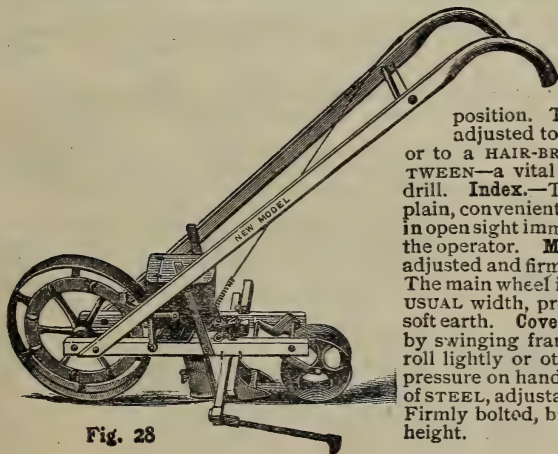 position. T
adjusted to
or to a HAIR-BR
TWEEN—a vital
drill. Index.—T
plain, convenient
in open sight imm
the operator. M
adjusted and firm
The main wheel i
USUAL width, pr
soft earth. Cove
by swinging fran
roll lightly or ot
pressure on hand
of STEEL, adjusta
Firmly bolted, b
height.
NEW MODEL
Fig. 28